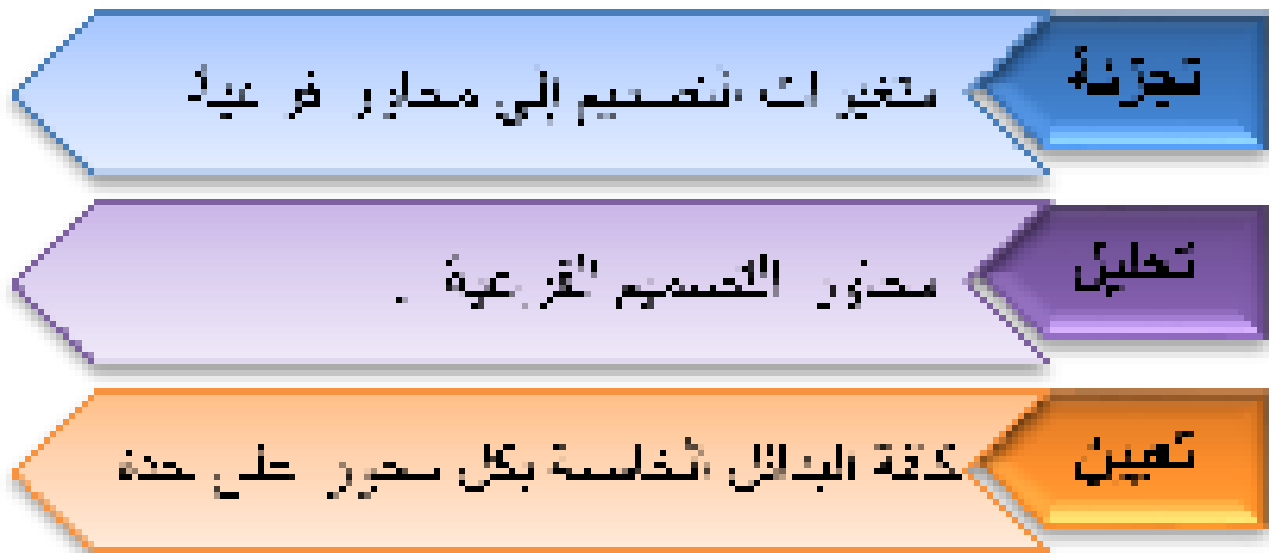 تجزئة
متغيرات التصميم إلى محاور فرعية
تحليل
محاور التصميم الفرعية .
تعيين
كافة البدائل الخاصة بكل محور على حدة